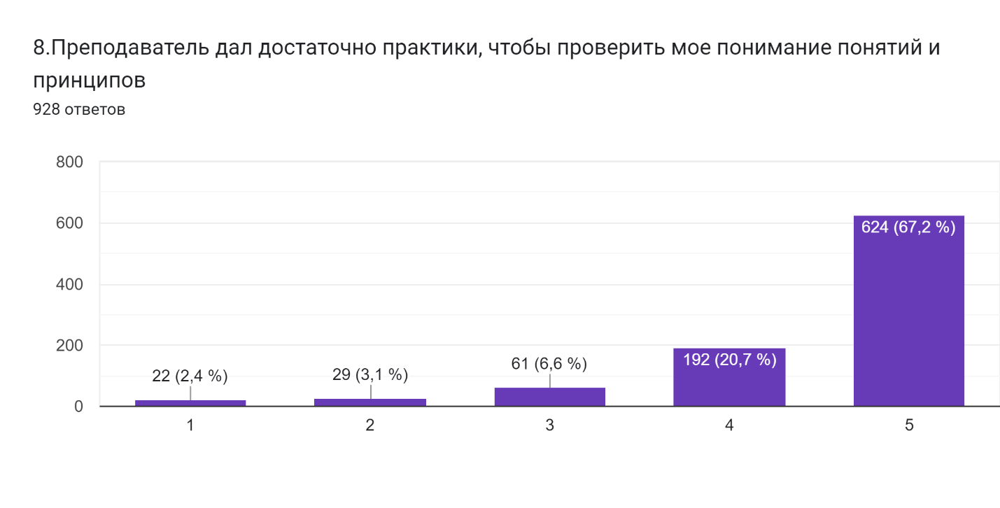 8.Преподаватель дал достаточно практики, чтобы проверить мое понимание понятий и
принципов
928 ответов
800
600
400
200
0
22 (2,4 %)
29 (3,1 %)
61 (6,6 %)
192 (20,7 %)
624 (67,2 %)
1
2
3
4
5